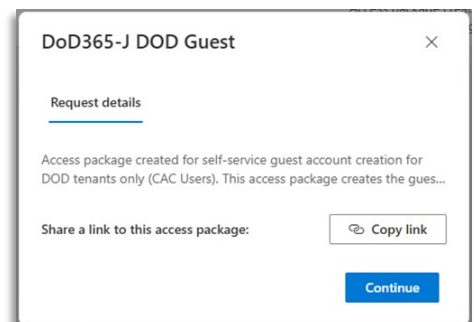 DoD365-J DOD Guest
Request details
Access package created for self-service guest account creation for
DOD tenants only (CAC Users). This access package creates the gues...
Share a link to this access package:
Copy link
Continue